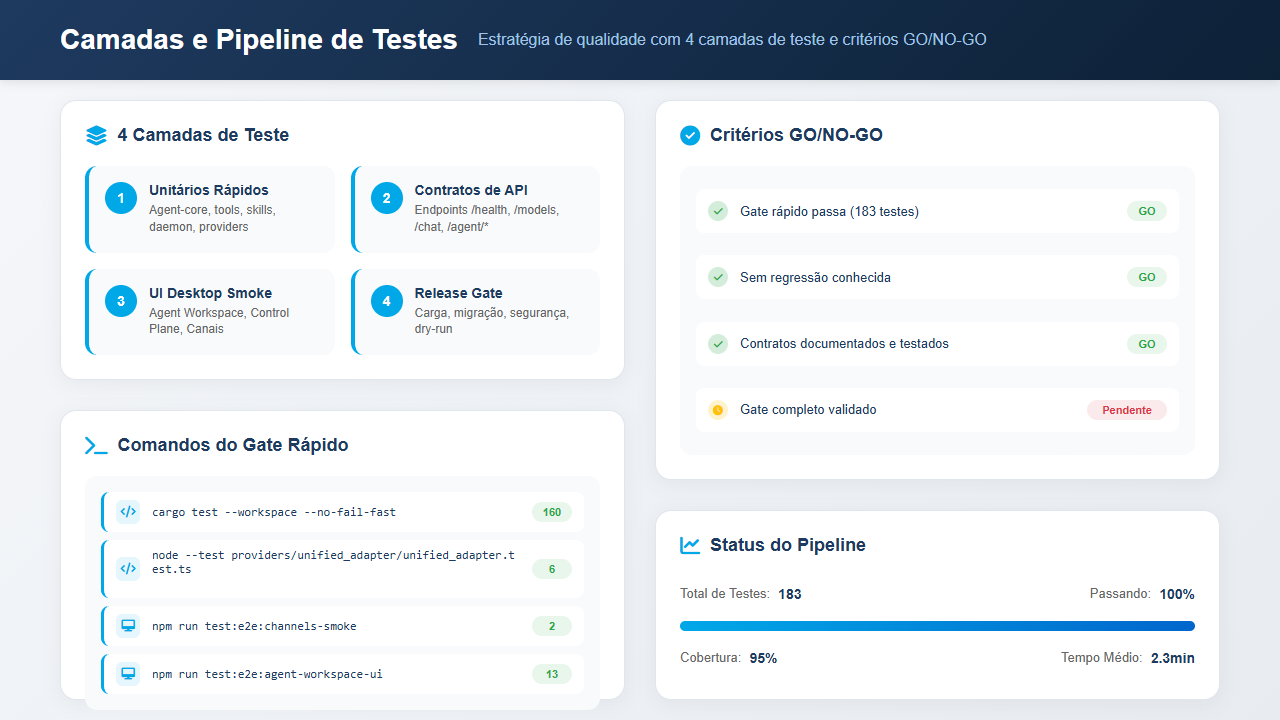 Camadas e Pipeline de Testes
Estratégia de qualidade com 4 camadas de teste e critérios GO/NO-GO
4 Camadas de Teste
1
Unitários Rápidos
Agent-core, tools, skills,
daemon, providers
2
Contratos de API
Endpoints /health, /models,
/chat, /agent/*
3
UI Desktop Smoke
Agent Workspace, Control
Plane, Canais
4
Release Gate
Carga, migração, segurança,
dry-run
Comandos do Gate Rápido
cargo test --workspace --no-fail-fast
160
node --test providers/unified_adapter/unified_adapter.t
est.ts
6
npm run test:e2e:channels-smoke
2
npm run test:e2e:agent-workspace-ui
13
Critérios GO/NO-GO
Gate rápido passa (183 testes)
GO
Sem regressão conhecida
GO
Contratos documentados e testados
GO
Gate completo validado
Pendente
Status do Pipeline
Total de Testes: 183
Passando: 100%
Cobertura: 95%
Tempo Médio: 2.3min